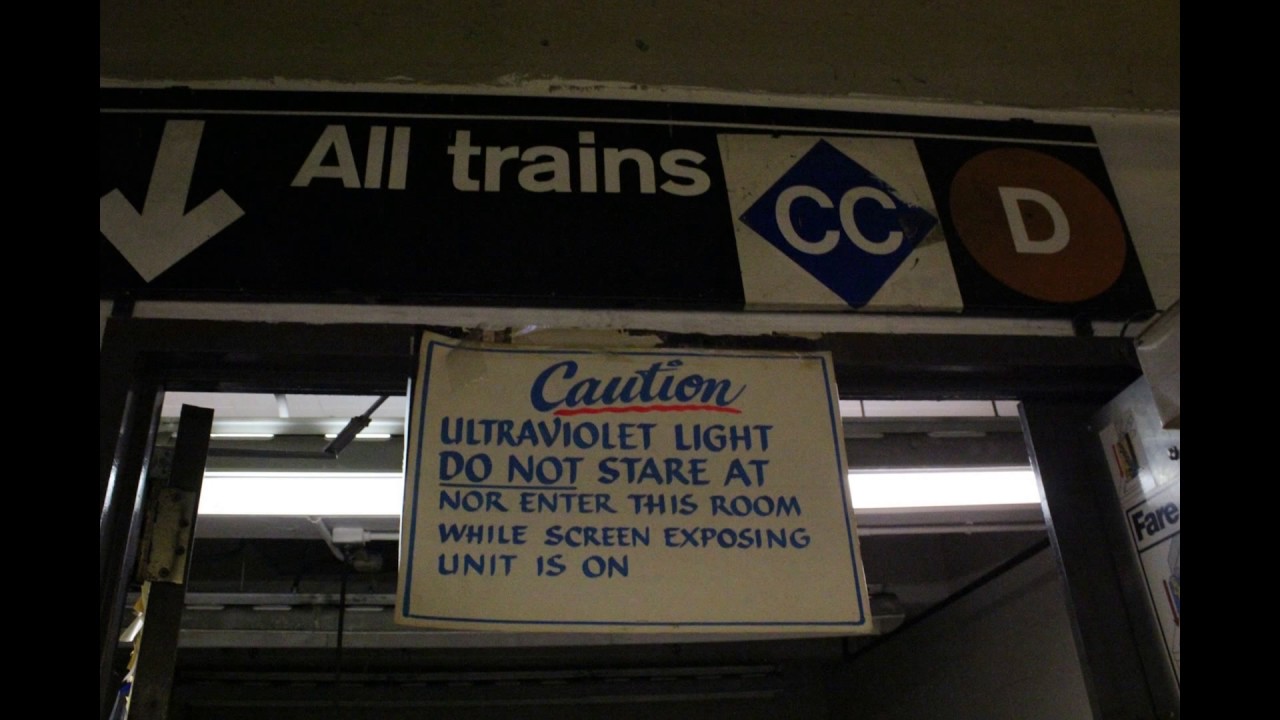 All trains CC D
Caution
ULTRAVIOLET LIGHT
DO NOT STARE AT
NOR ENTER THIS ROOM
WHILE SCREEN EXPOSING
UNIT IS ON
Fare